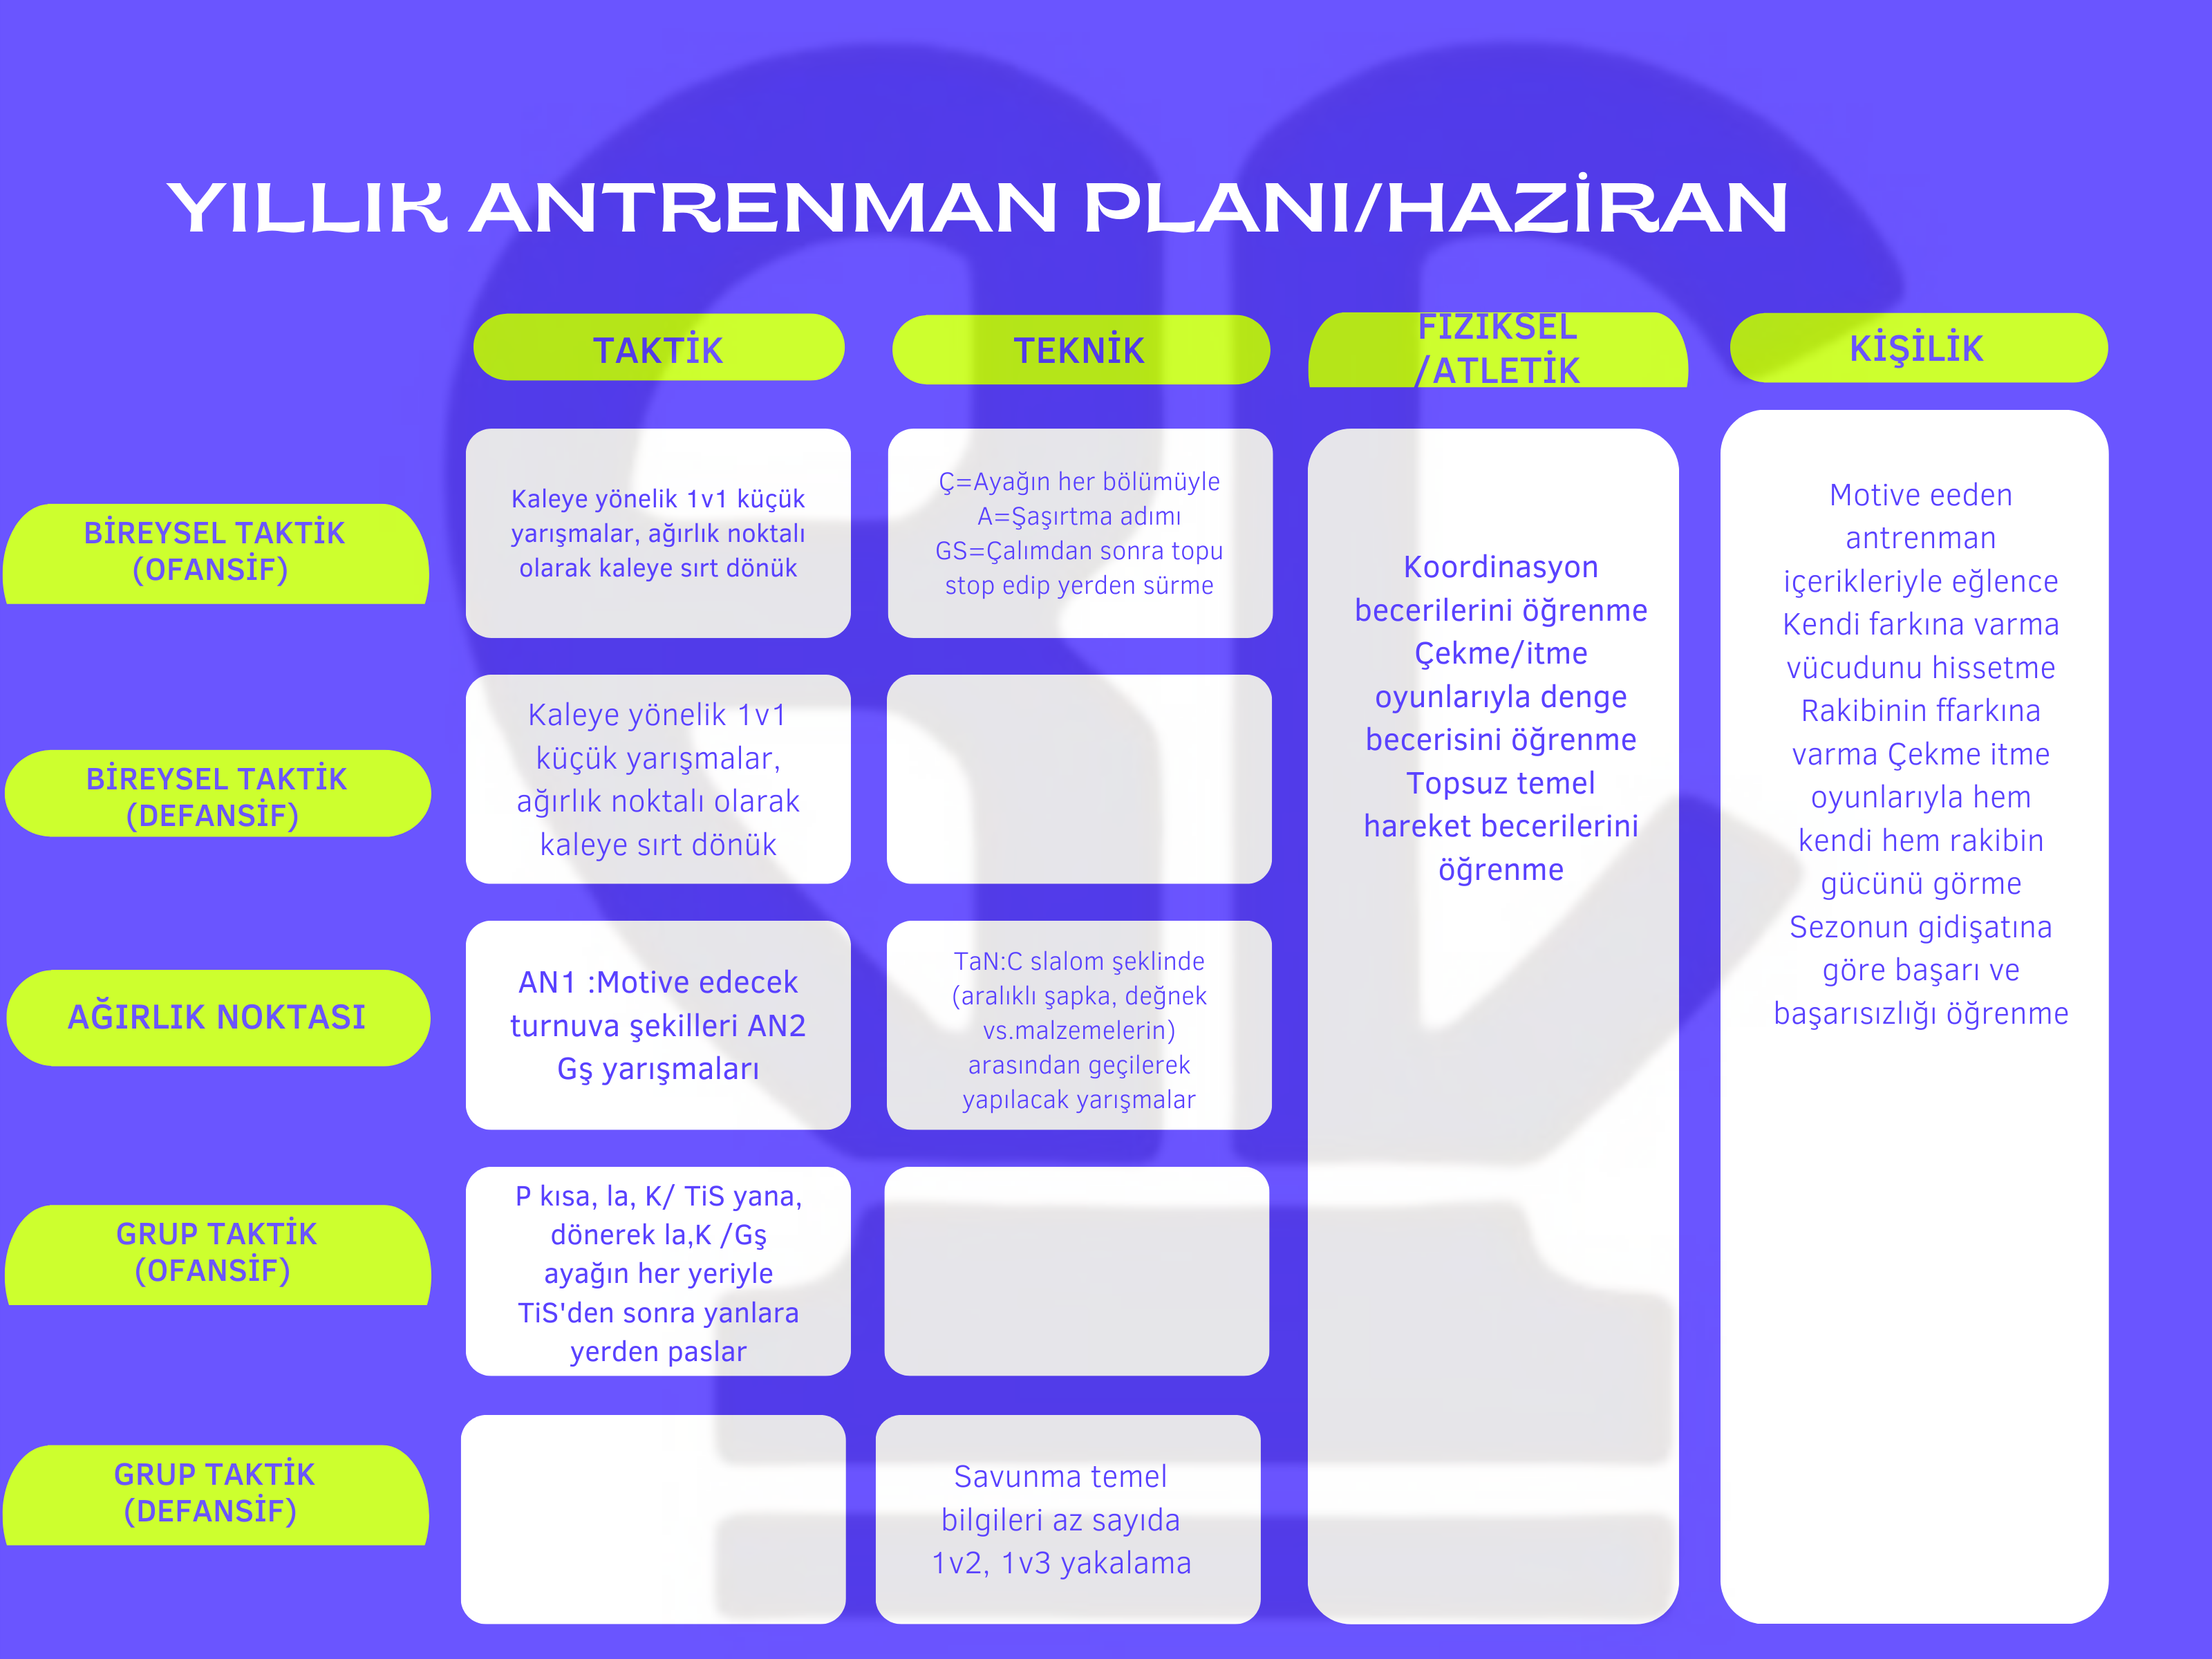 YILLIK ANTRENMAN PLANI/HAZİRAN
TAKTİK
TEKNİK
FİZİKSEL
/ATLETİK
KİŞİLİK
BİREYSEL TAKTİK
(OFANSİF)
Kaleye yönelik 1v1 küçük
yarışmalar, ağırlık noktalı
olarak kaleye sırt dönük
Ç=Ayağın her bölümüyle
A=Şaşırtma adımı
GS=Çalımdan sonra topu
stop edip yerden sürme
Koordinasyon
becerilerini öğrenme
Çekme/itme
oyunlarıyla denge
becerisini öğrenme
Topsuz temel
hareket becerilerini
öğrenme
Motive eeden
antrenman
içerikleriyle eğlence
Kendi farkına varma
vücudunu hissetme
Rakibinin ffarkına
varma Çekme itme
oyunlarıyla hem
kendi hem rakibin
gücünü görme
Sezonun gidişatına
göre başarı ve
başarısızlığı öğrenme
BİREYSEL TAKTİK
(DEFANSİF)
Kaleye yönelik 1v1
küçük yarışmalar,
ağırlık noktalı olarak
kaleye sırt dönük
AĞIRLIK NOKTASI
AN1 :Motive edecek
turnuva şekilleri AN2
Gş yarışmaları
TaN:C slalom şeklinde
(aralıklı şapka, değnek
vs.malzemelerin)
arasından geçilerek
yapılacak yarışmalar
GRUP TAKTİK
(OFANSİF)
P kısa, la, K/ TiS yana,
dönerek la,K /Gş
ayağın her yeriyle
TiS'den sonra yanlara
yerden paslar
GRUP TAKTİK
(DEFANSİF)
Savunma temel
bilgileri az sayıda
1v2, 1v3 yakalama